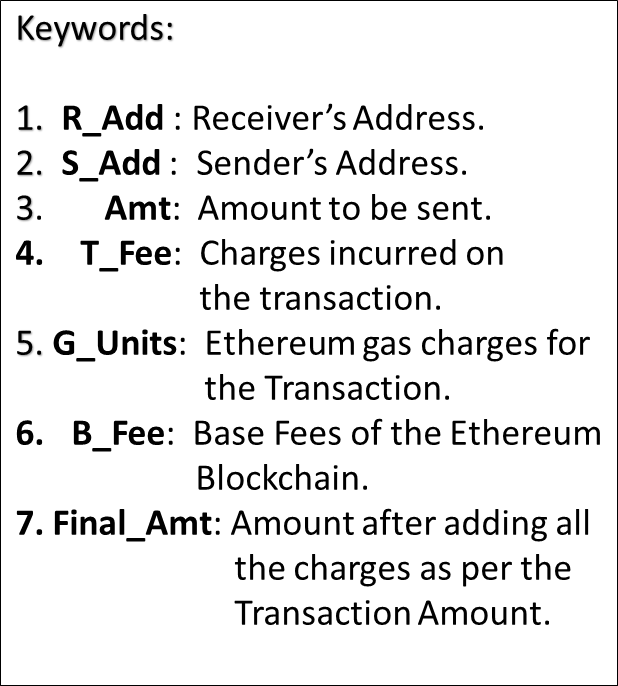 Keywords:
1. R_Add : Receiver’s Address.
2. S_Add : Sender’s Address.
3. Amt: Amount to be sent.
4. T_Fee: Charges incurred on
the transaction.
5. G_Units: Ethereum gas charges for
the Transaction.
6. B_Fee: Base Fees of the Ethereum
Blockchain.
7. Final_Amt: Amount after adding all
the charges as per the
Transaction Amount.